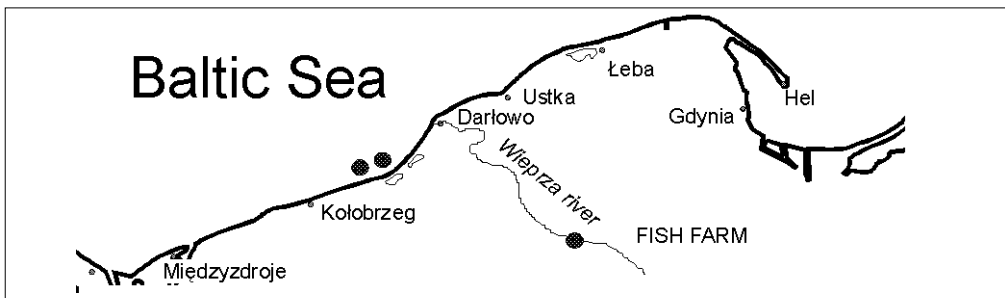 Baltic Sea
Łeba
Ustka
Hel
Gdynia
Darłowo
Wieprza river
Kołobrzeg
FISH FARM
Międzyzdroje